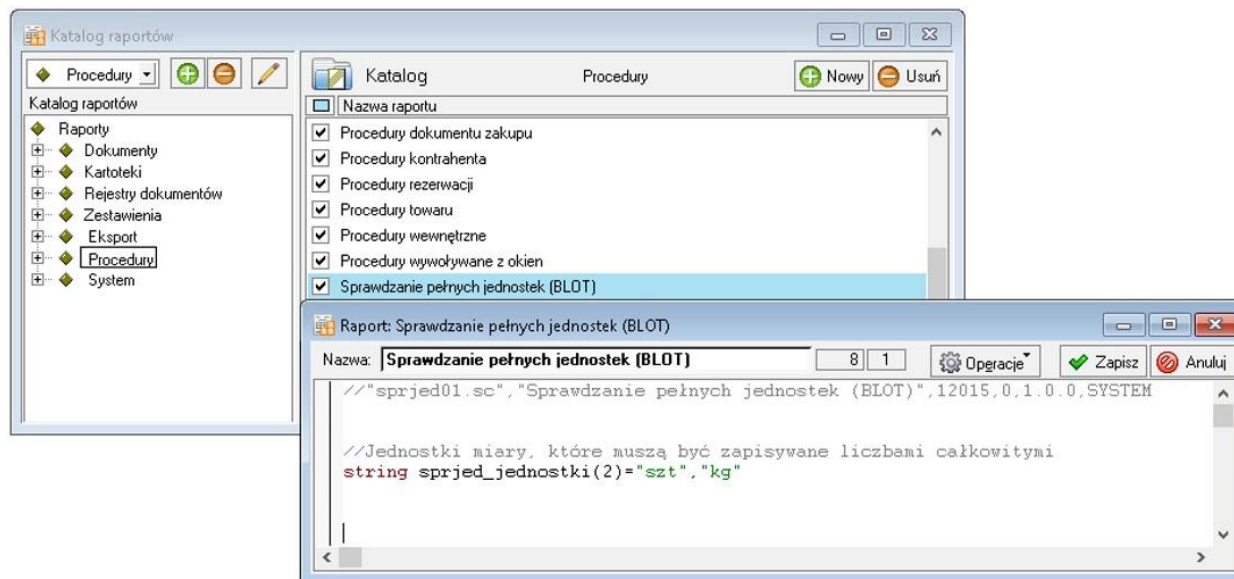 Katalog raportów
Procedury
Katalog raportów
Raporty
Dokumenty
Kartoteki
Rejestry dokumentów
Zestawienia
Eksport
Procedury
System
Katalog Procedury Nowy Usuń
Nazwa raportu
Procedury dokumentu zakupu
Procedury kontrahenta
Procedury rezerwacji
Procedury towaru
Procedury wewnętrzne
Procedury wywoływane z okien
Sprawdzanie pełnych jednostek (BLOT)
Raport: Sprawdzanie pełnych jednostek (BLOT)
Nazwa: Sprawdzanie pełnych jednostek (BLOT) 8 1 Operacje Zapisz Anuluj
//"sprjed01.sc","Sprawdzanie pełnych jednostek (BLOT)",12015,0,1.0.0,SYSTEM
//Jednostki miary, które muszą być zapisywane liczbami całkowitymi
string sprjed_jednostki(2)="szt","kg"